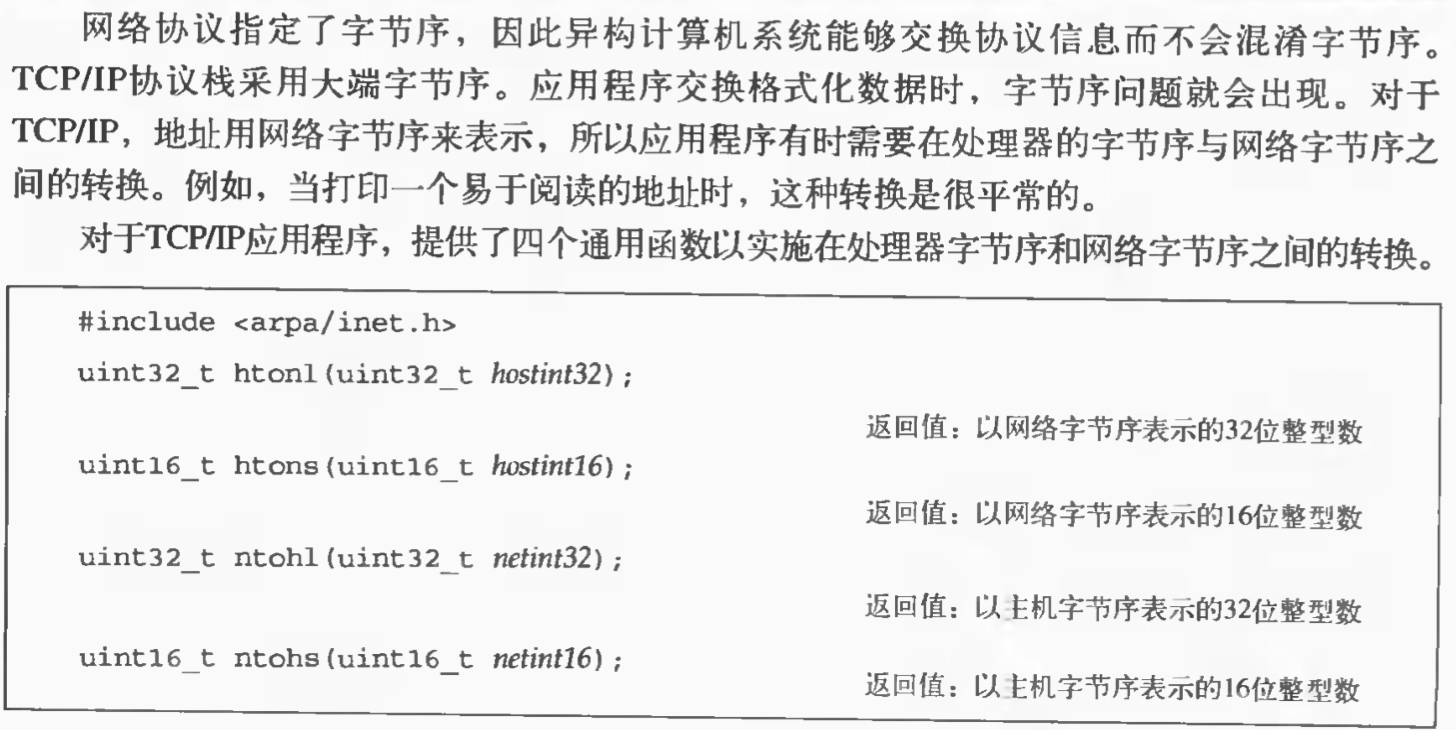 网络协议指定了字节序，因此异构计算机系统能够交换协议信息而不会混淆字节序。
TCP/IP协议栈采用大端字节序。应用程序交换格式化数据时，字节序问题就会出现。对于
TCP/IP，地址用网络字节序来表示，所以应用程序有时需要在处理器的字节序与网络字节序之
间的转换。例如，当打印一个易于阅读的地址时，这种转换是很平常的。
对于TCP/IP应用程序，提供了四个通用函数以实施在处理器字节序和网络字节序之间的转换。
#include <arpa/inet.h>
uint32_t htonl(uint32_t hostint32);
返回值：以网络字节序表示的32位整型数
uint16_t htons(uint16_t hostint16);
返回值：以网络字节序表示的16位整型数
uint32_t ntohl(uint32_t netint32);
返回值：以主机字节序表示的32位整型数
uint16_t ntohs(uint16_t netint16);
返回值：以主机字节序表示的16位整型数